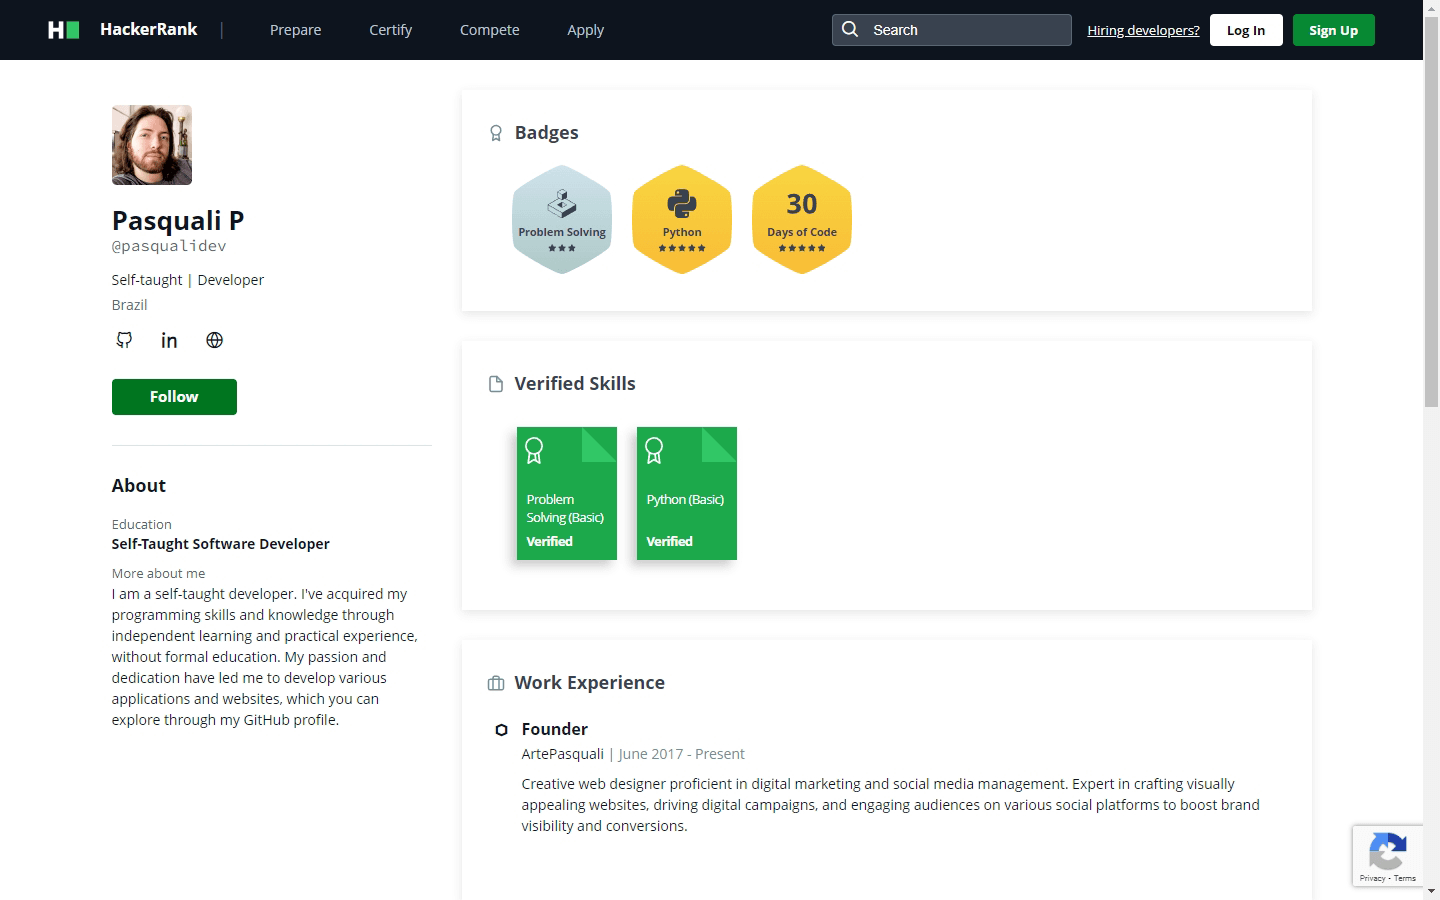 HackerRank | Prepare Certify Compete Apply Search Hiring developers? Log In Sign Up
Pasquali P
@pasqualidev
Self-taught | Developer
Brazil
in
Follow
About
Education
Self-Taught Software Developer
More about me
I am a self-taught developer. I've acquired my
programming skills and knowledge through
independent learning and practical experience,
without formal education. My passion and
dedication have led me to develop various
applications and websites, which you can
explore through my GitHub profile.
Badges
Problem Solving
Python
30
Days of Code
Verified Skills
Problem
Solving (Basic)
Verified
Python (Basic)
Verified
Work Experience
Founder
ArtePasquali | June 2017 - Present
Creative web designer proficient in digital marketing and social media management. Expert in crafting visually
appealing websites, driving digital campaigns, and engaging audiences on various social platforms to boost brand
visibility and conversions.
Privacy - Terms